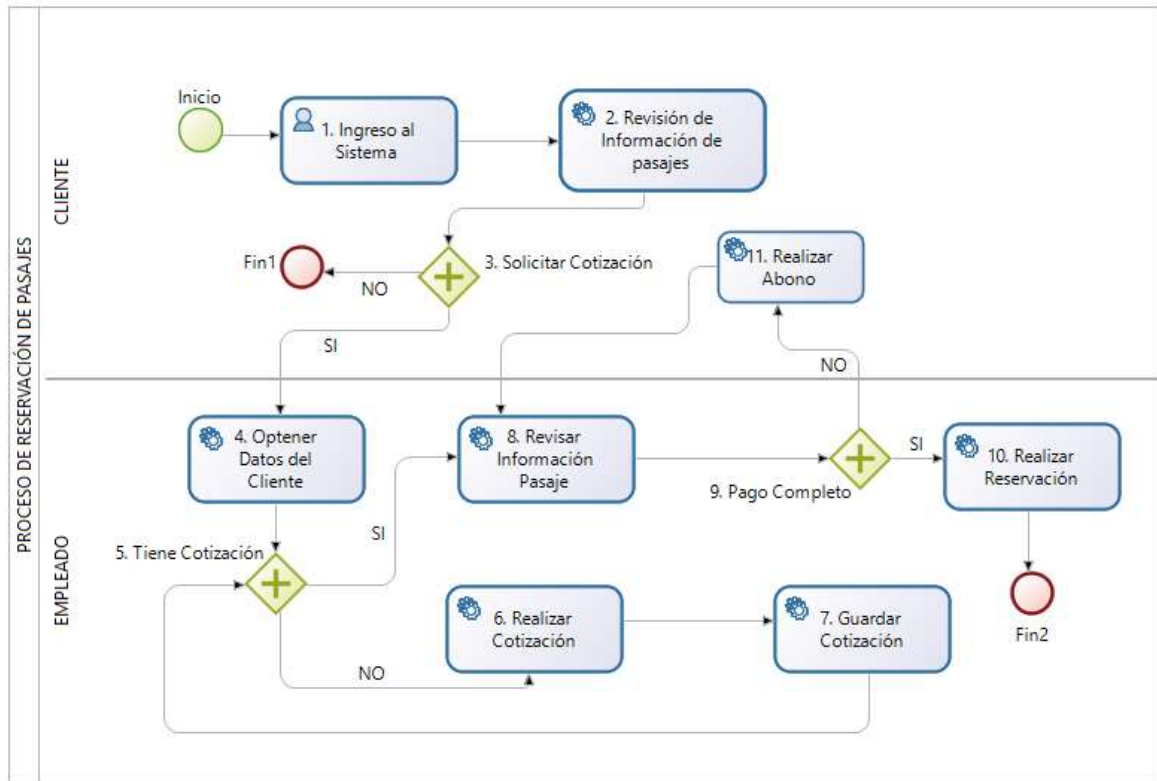 PROCESO DE RESERVACIÓN DE PASAJES
CLIENTE
Inicio
1. Ingreso al
Sistema
2. Revisión de
Información de
pasajes
Fin1
NO
3. Solicitar Cotización
SI
11. Realizar
Abono
NO
EMPLEADO
4. Optener
Datos del
Cliente
8. Revisar
Información
Pasaje
9. Pago Completo
SI
10. Realizar
Reservación
5. Tiene Cotización
SI
NO
6. Realizar
Cotización
7. Guardar
Cotización
Fin2